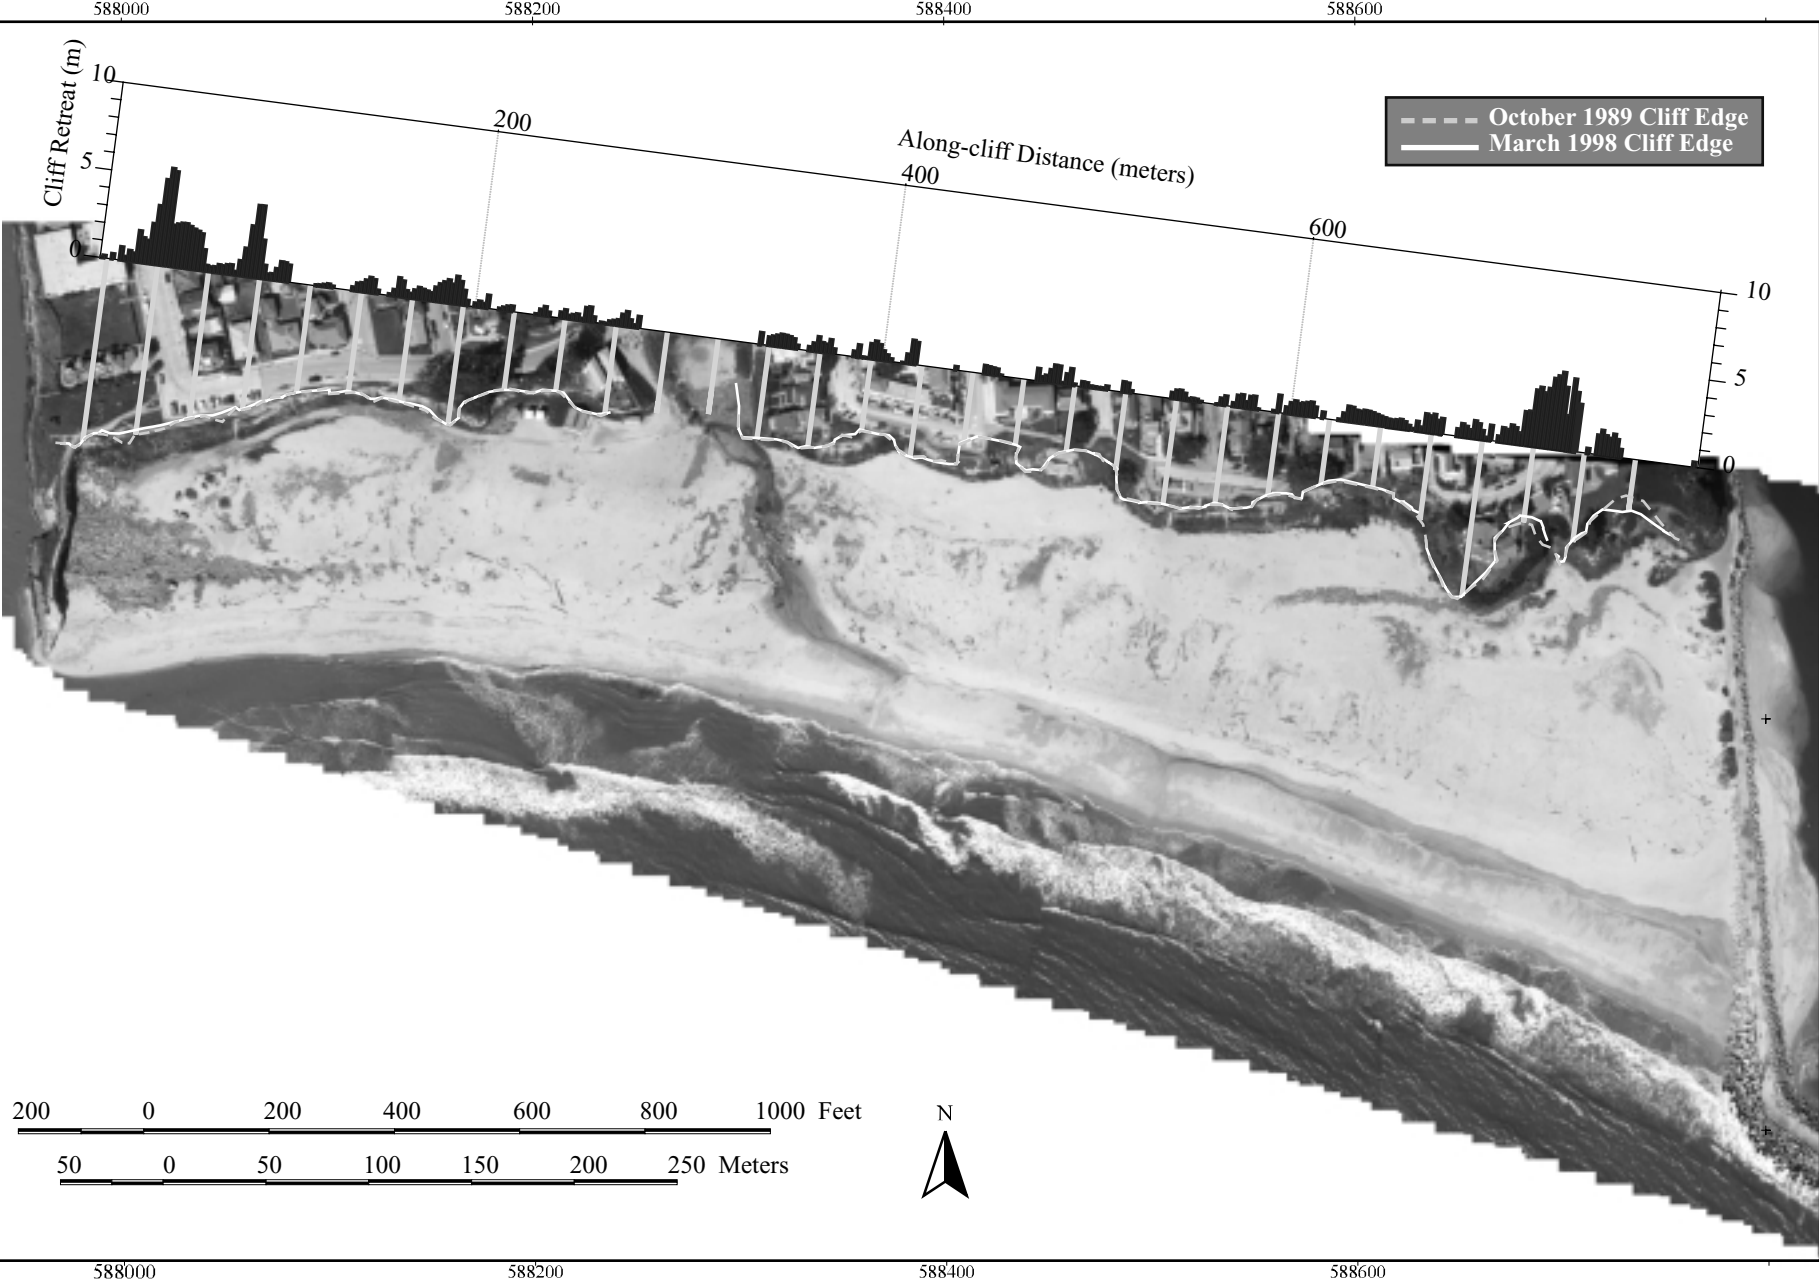 588000 588200 588400 588600
Cliff Retreat (m)
10
5
0
200
Along-cliff Distance (meters)
400
600
10
5
0
October 1989 Cliff Edge
March 1998 Cliff Edge
200 0 200 400 600 800 1000 Feet
50 0 50 100 150 200 250 Meters
N
588000 588200 588400 588600